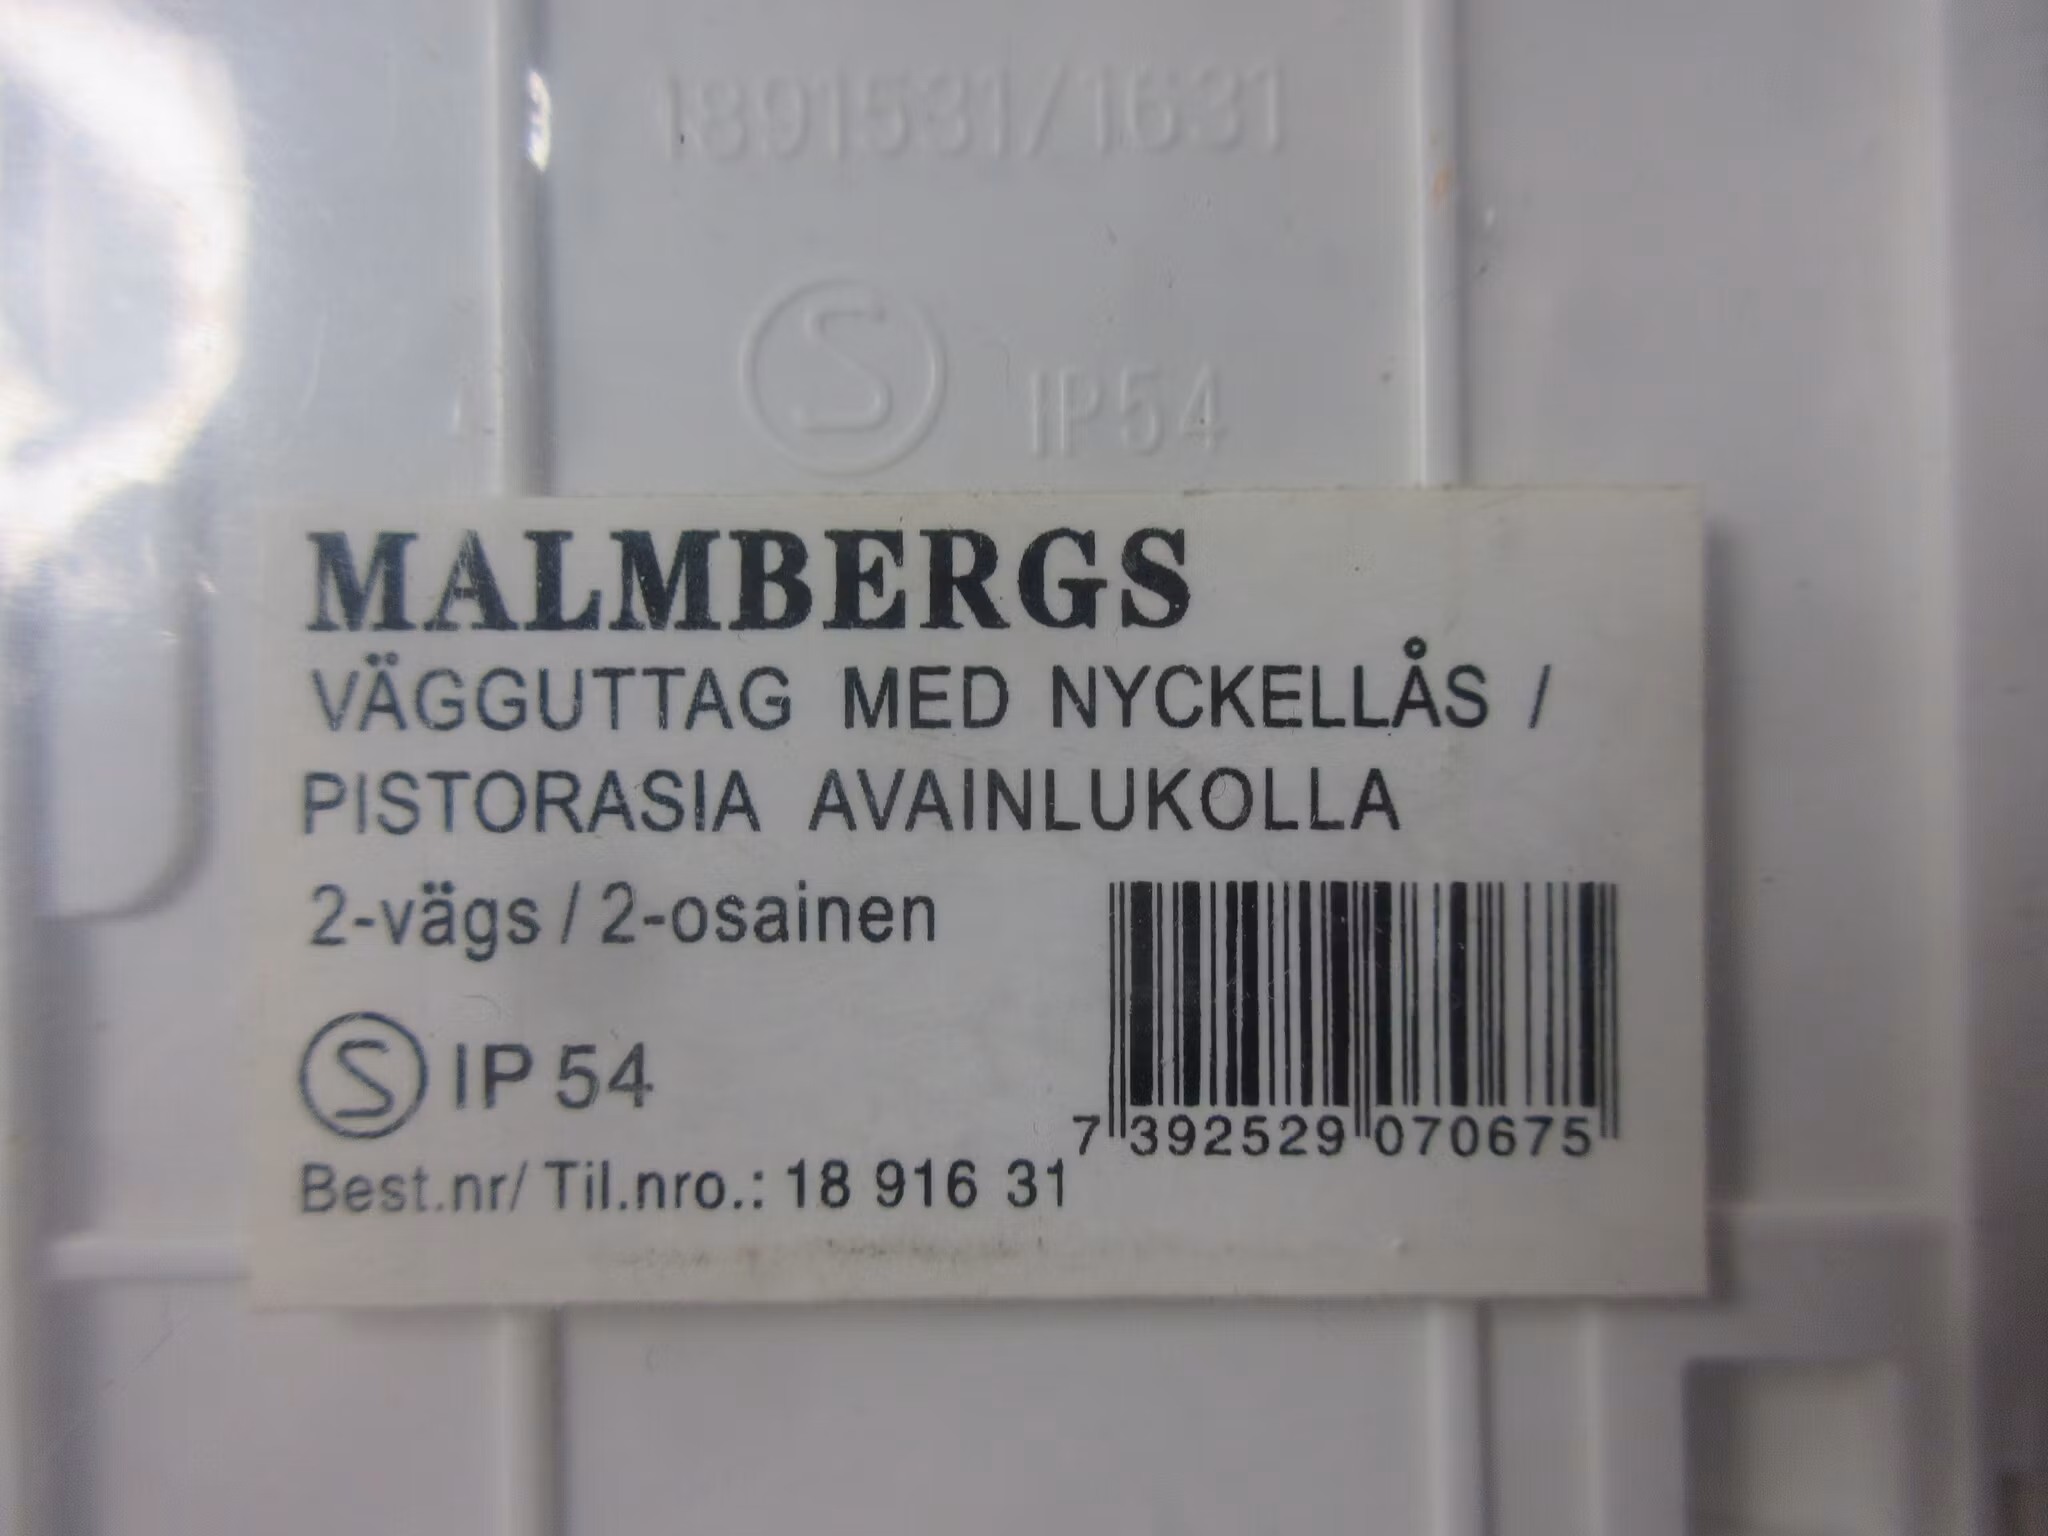 1891531/1631
S IP54
MALMBERGS
VÄGGUTTAG MED NYCKELLÅS /
PISTORASIA AVAINLUKOLLA
2-vägs / 2-osainen
S IP 54
7 392529 070675
Best.nr/ Til.nro.: 18 916 31